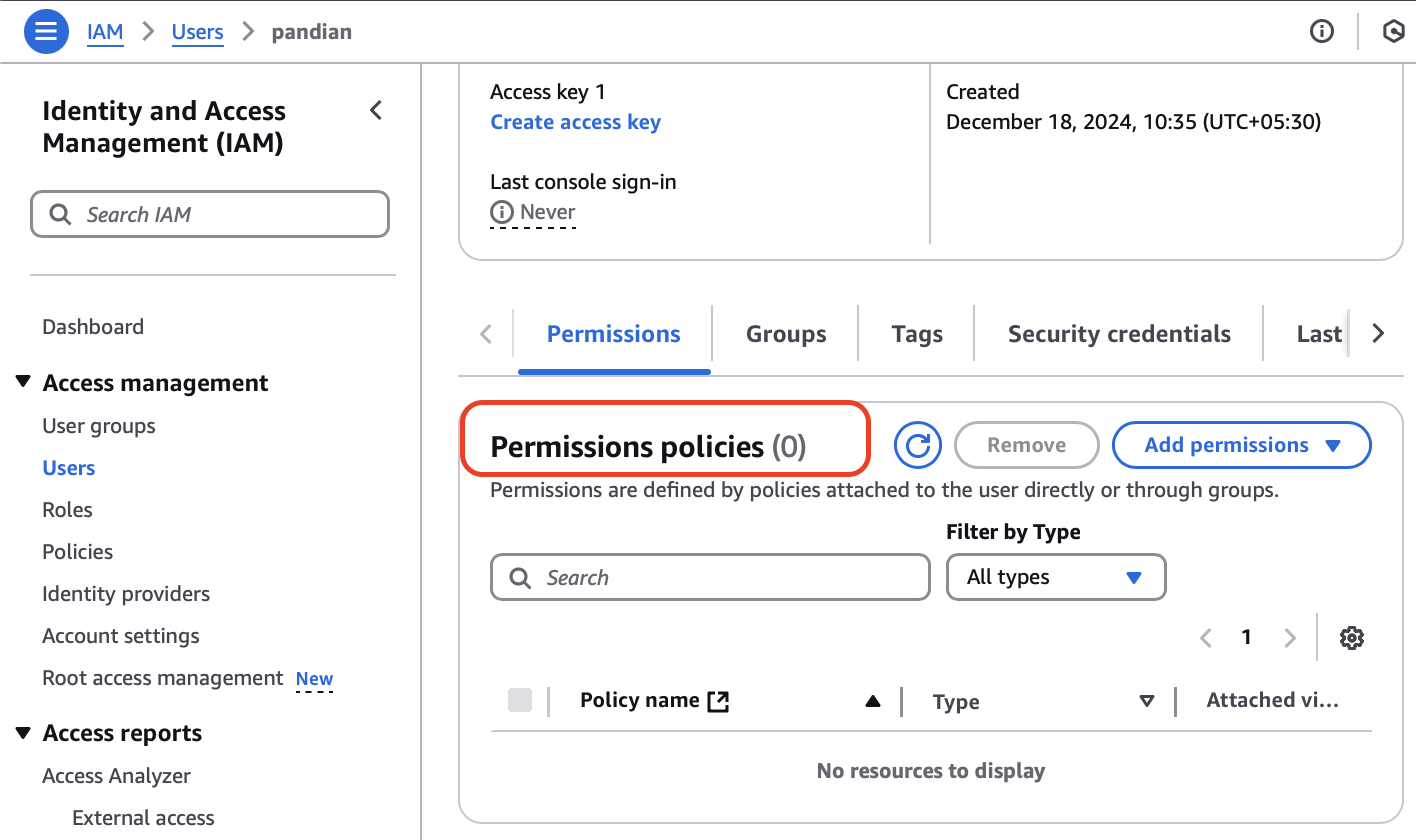 IAM > Users > pandian
Identity and Access
Management (IAM)
Search IAM
Dashboard
Access management
User groups
Users
Roles
Policies
Identity providers
Account settings
Root access management New
Access reports
Access Analyzer
External access
Access key 1
Create access key
Last console sign-in
Never
Created
December 18, 2024, 10:35 (UTC+05:30)
Permissions Groups Tags Security credentials Last
Permissions policies (0)
Remove
Add permissions
Permissions are defined by policies attached to the user directly or through groups.
Filter by Type
Search
All types
1
Policy name Type Attached vi...
No resources to display